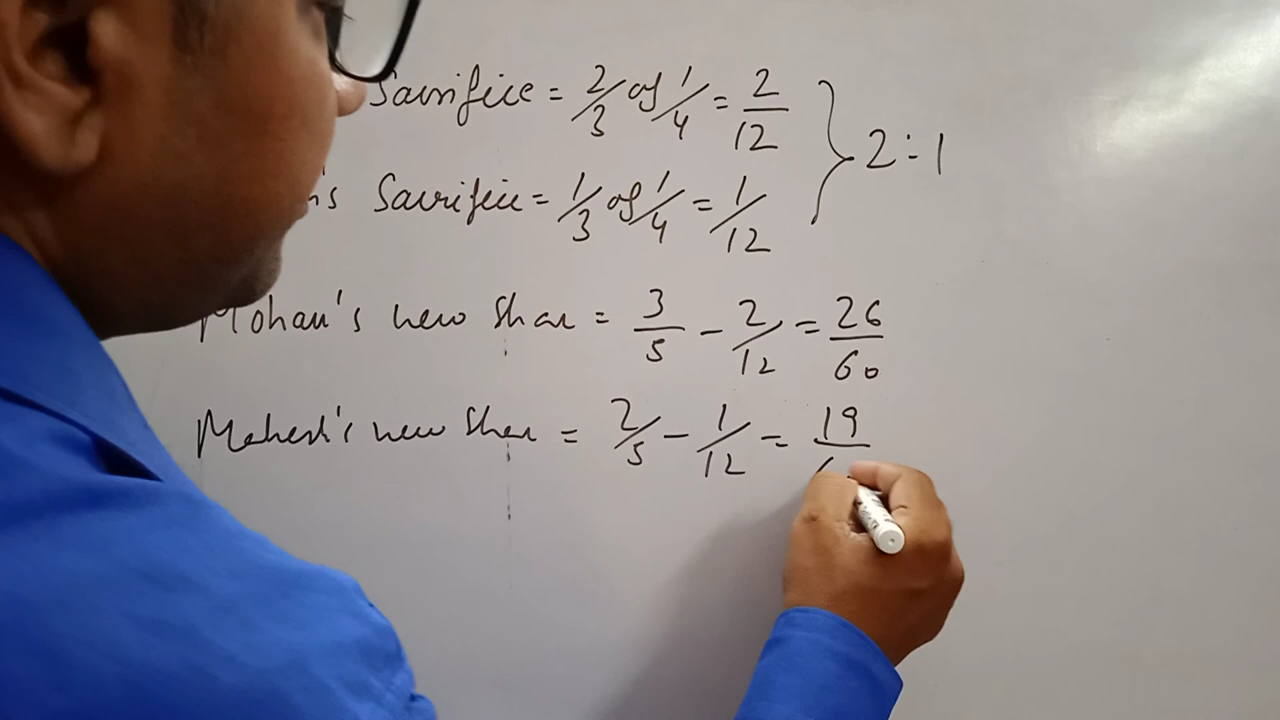 Sacrifice = 2/3 of 1/4 = 2/12
's Sacrifice = 1/3 of 1/4 = 1/12
} 2:1
Mohan's new Share = 3/5 - 2/12 = 26/60
Mahesh's new Share = 2/5 - 1/12 = 19/